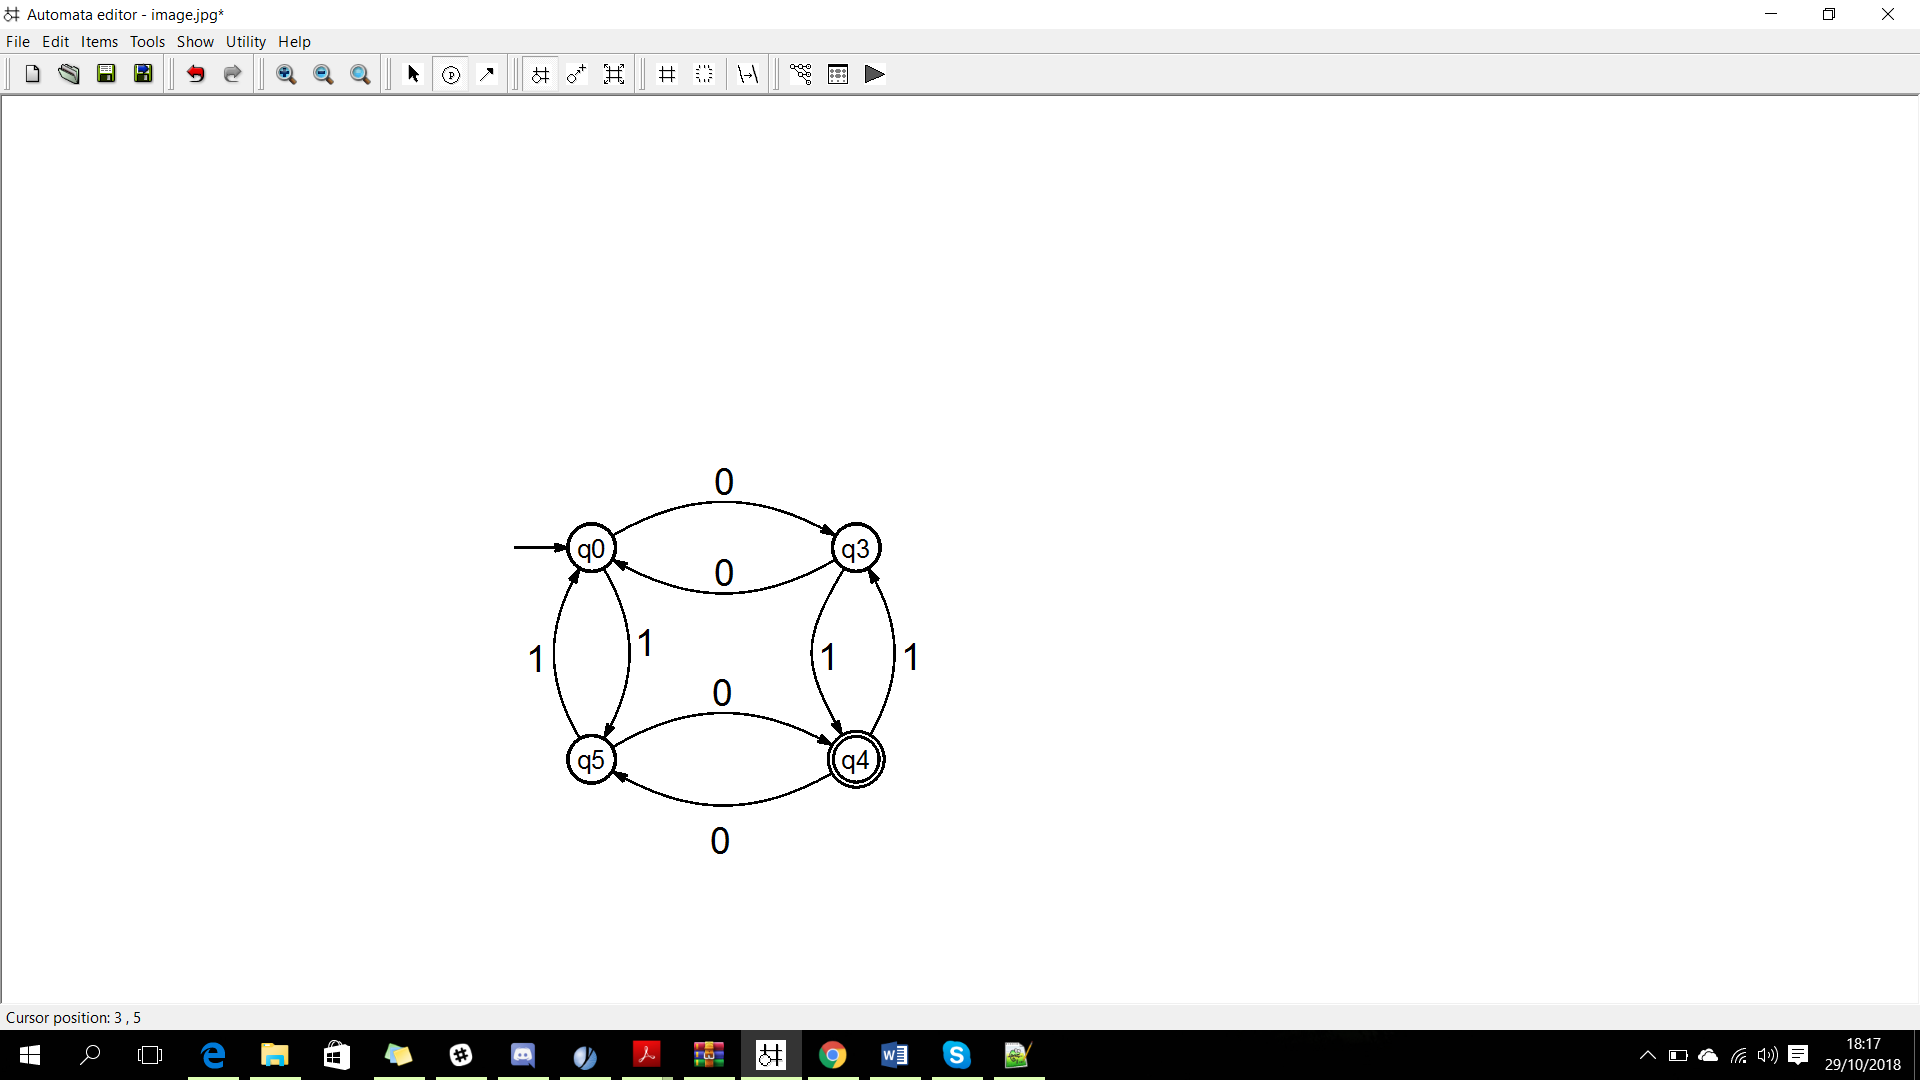 Automata editor - image.jpg*
File Edit Items Tools Show Utility Help
P
0
q0 q3
0
1 1 1 1
0
q5 q4
0
Cursor position: 3 , 5
18:17
29/10/2018